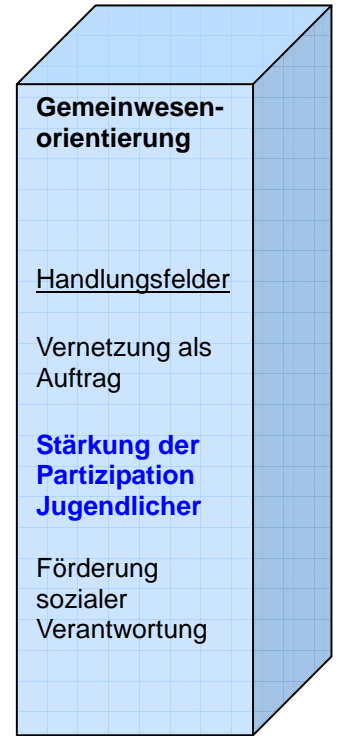 Gemeinwesen-
orientierung
Handlungsfelder
Vernetzung als
Auftrag
Stärkung der
Partizipation
Jugendlicher
Förderung
sozialer
Verantwortung